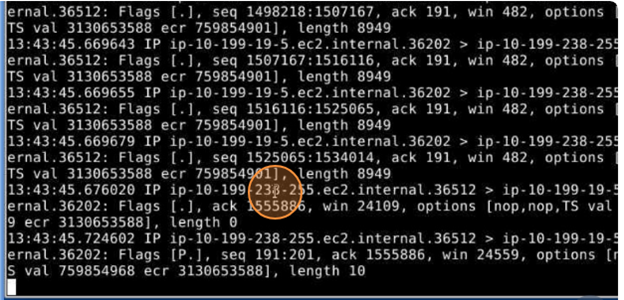 ernal.36512: Flags [.], seq 1498218:1507167, ack 191, win 482, options [
TS val 3130653588 ecr 759854901], length 8949
13:43:45.669643 IP ip-10-199-19-5.ec2.internal.36202 > ip-10-199-238-255
ernal.36512: Flags [.], seq 1507167:1516116, ack 191, win 482, options [
TS val 3130653588 ecr 759854901], length 8949
13:43:45.669655 IP ip-10-199-19-5.ec2.internal.36202 > ip-10-199-238-255
ernal.36512: Flags [.], seq 1516116:1525065, ack 191, win 482, options [
TS val 3130653588 ecr 759854901], length 8949
13:43:45.669679 IP ip-10-199-19-5.ec2.internal.36202 > ip-10-199-238-255
ernal.36512: Flags [.], seq 1525065:1534014, ack 191, win 482, options [
TS val 3130653588 ecr 759854901], length 8949
13:43:45.676020 IP ip-10-199-238-255.ec2.internal.36512 > ip-10-199-19-5
ernal.36202: Flags [.], ack 1555886, win 24109, options [nop,nop,TS val
9 ecr 3130653588], length 0
13:43:45.724602 IP ip-10-199-238-255.ec2.internal.36512 > ip-10-199-19-5
ernal.36202: Flags [P.], seq 191:201, ack 1555886, win 24559, options [n
S val 759854968 ecr 3130653588], length 10